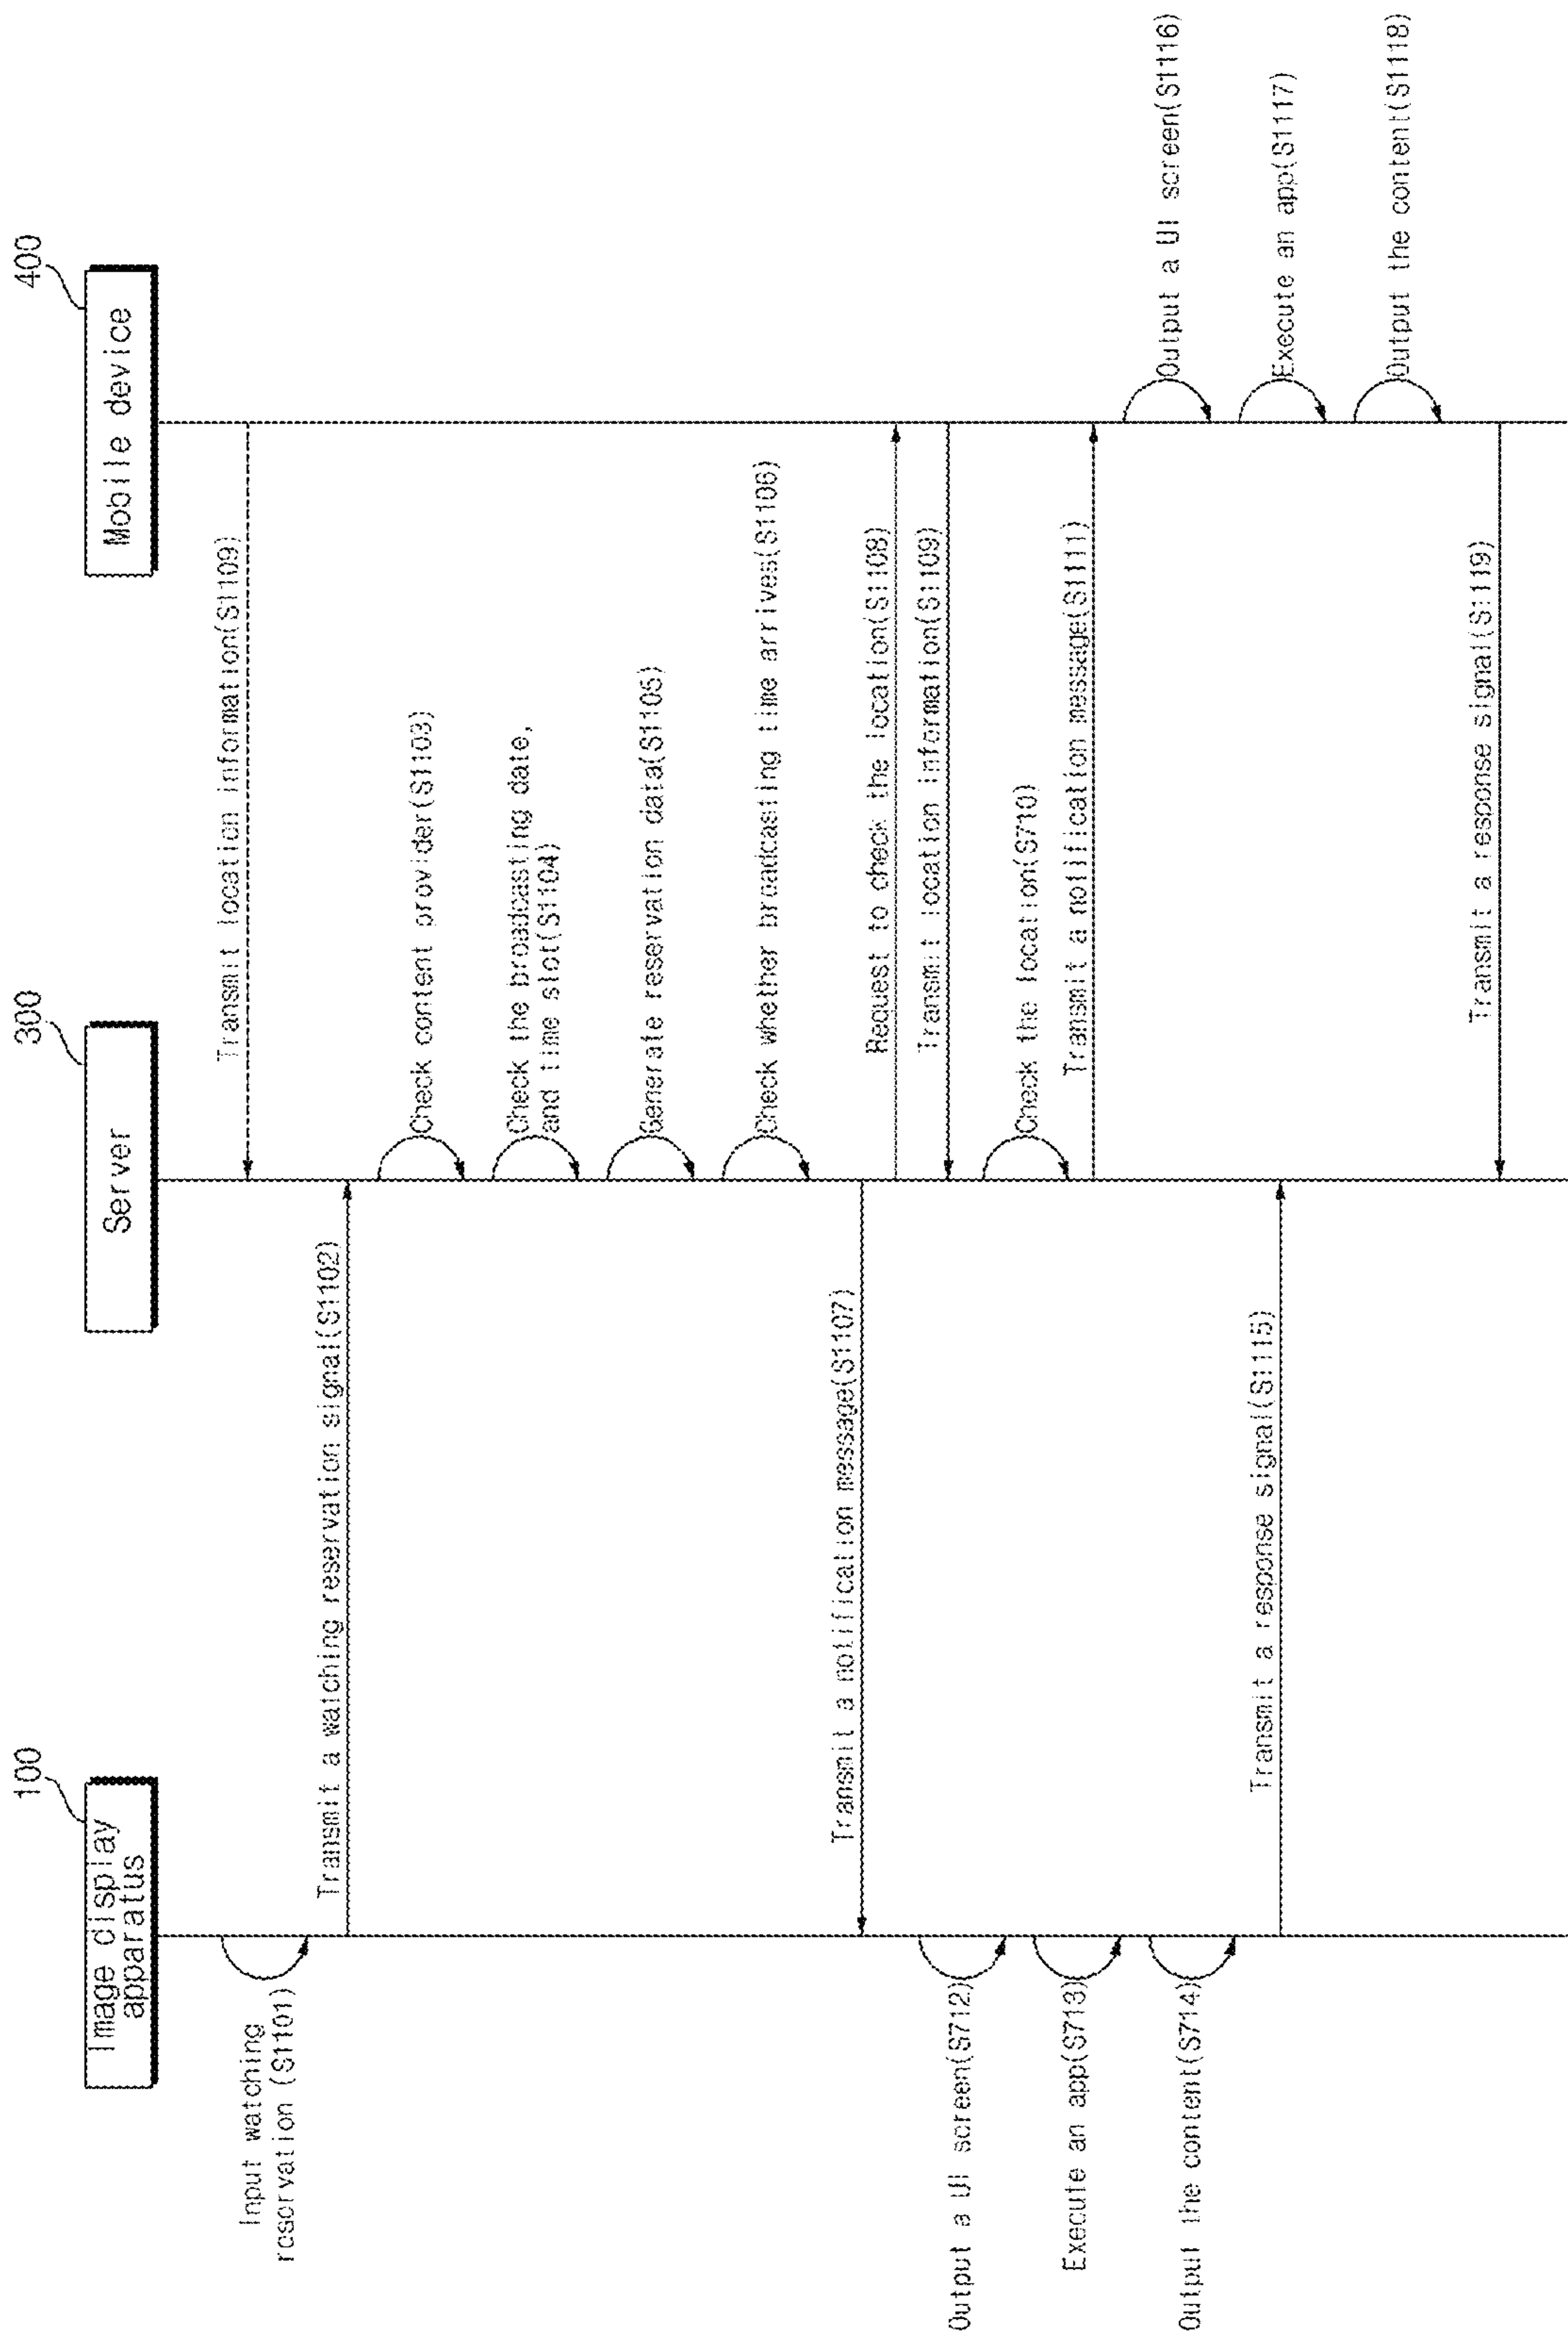 100
300
400
Image display
apparatus
Server
Mobile device
Input watching
reservation (S1101)
Transmit location information(S1109)
Transmit a watching reservation signal(S1102)
Check content provider(S1103)
Check the broadcasting date,
and time slot(S1104)
Generate reservation data(S1105)
Check whether broadcasting time arrives(S1106)
Transmit a notification message(S1107)
Request to check the location(S1108)
Transmit location information(S1109)
Check the location(S710)
Transmit a notification message(S1111)
Output a UI screen(S712)
Execute an app(S713)
Output the content(S714)
Output a UI screen(S1116)
Transmit a response signal(S1115)
Execute an app(S1117)
Output the content(S1118)
Transmit a response signal(S1119)